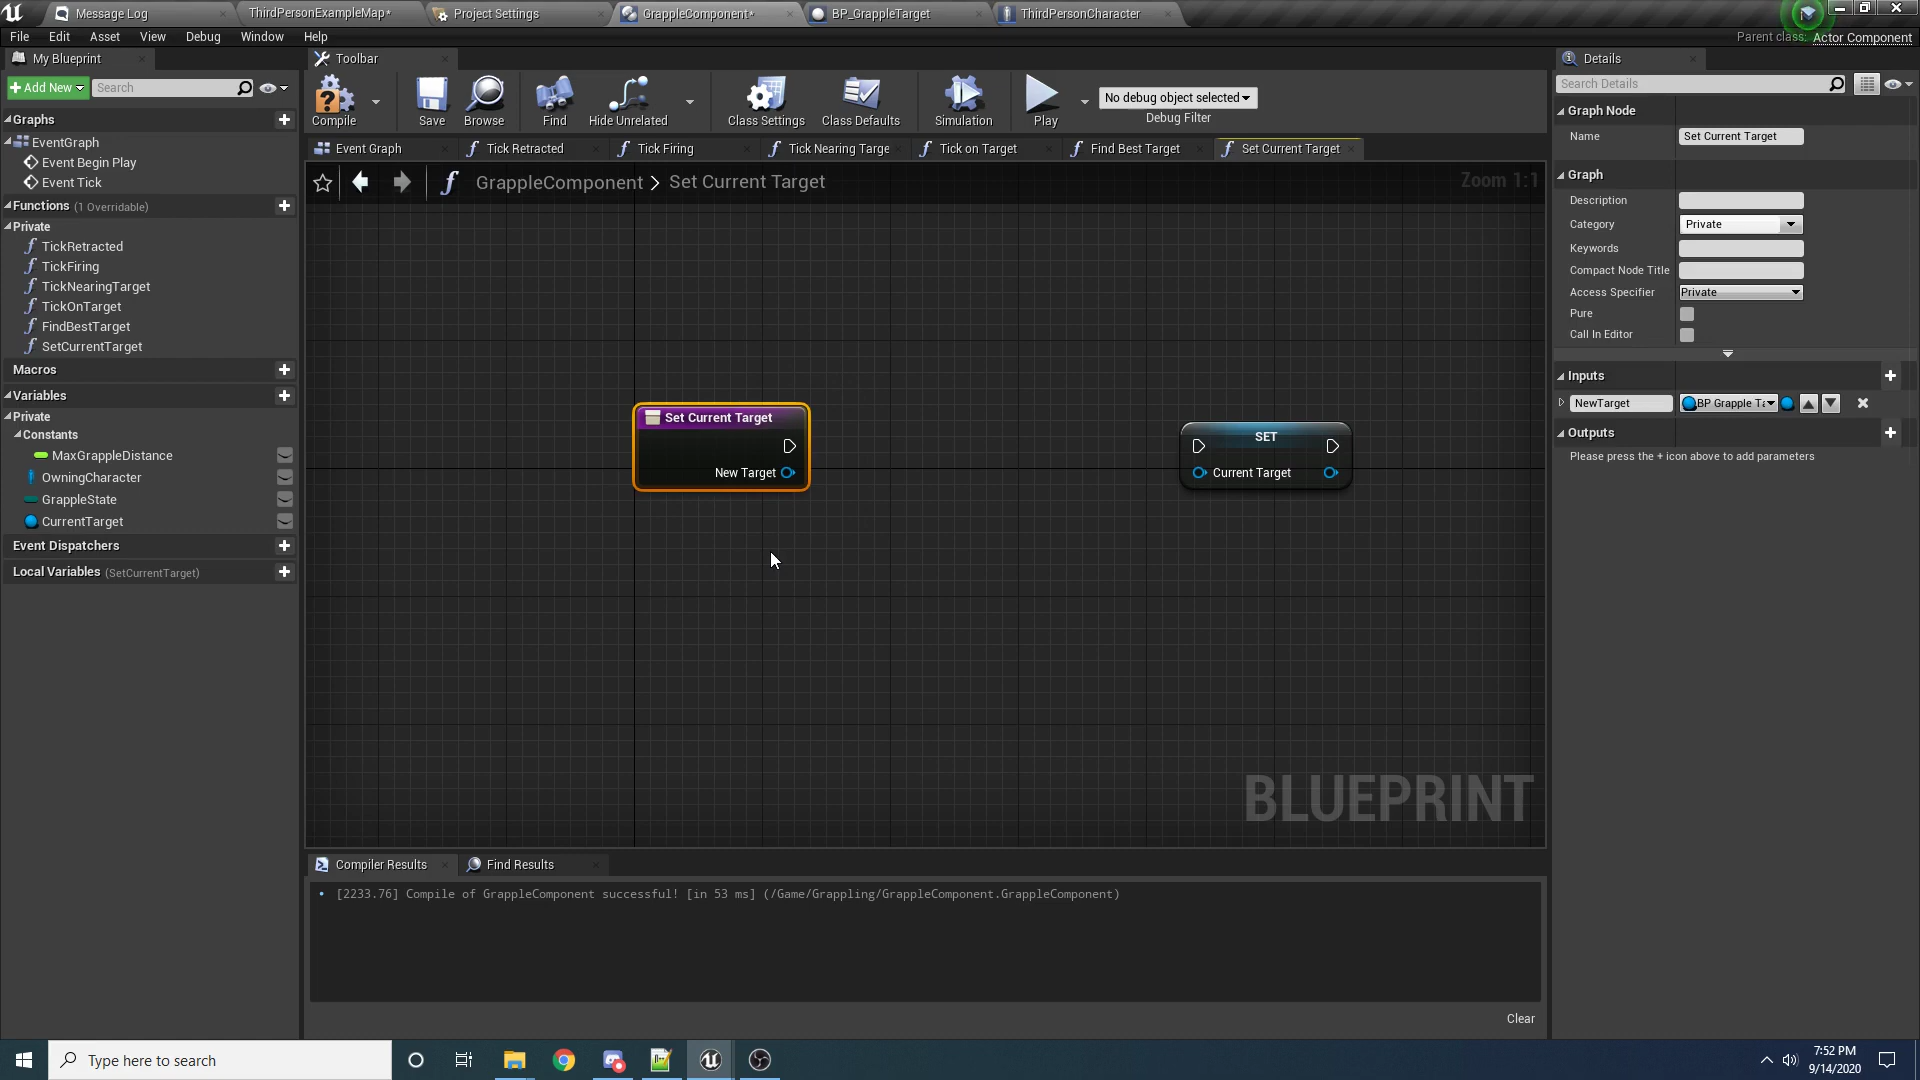 Message Log
ThirdPersonExampleMap*
Project Settings
GrappleComponent*
BP_GrappleTarget
ThirdPersonCharacter
File Edit Asset View Debug Window Help
Parent class: Actor Component
My Blueprint
Toolbar
Details
Add New
Search
Compile
Save
Browse
Find
Hide Unrelated
Class Settings
Class Defaults
Simulation
Play
No debug object selected
Debug Filter
Search Details
Graphs
EventGraph
Event Begin Play
Event Tick
Functions (1 Overridable)
Private
TickRetracted
TickFiring
TickNearingTarget
TickOnTarget
FindBestTarget
SetCurrentTarget
Macros
Variables
Private
Constants
MaxGrappleDistance
OwningCharacter
GrappleState
CurrentTarget
Event Dispatchers
Local Variables (SetCurrentTarget)
Event Graph
Tick Retracted
Tick Firing
Tick Nearing Targe
Tick on Target
Find Best Target
Set Current Target
GrappleComponent > Set Current Target
Zoom 1:1
Set Current Target
New Target
SET
Current Target
BLUEPRINT
Graph Node
Name Set Current Target
Graph
Description
Category Private
Keywords
Compact Node Title
Access Specifier Private
Pure
Call In Editor
Inputs
NewTarget BP Grapple Ta
Outputs
Please press the + icon above to add parameters
Compiler Results
Find Results
[2233.76] Compile of GrappleComponent successful! [in 53 ms] (/Game/Grappling/GrappleComponent.GrappleComponent)
Clear
Type here to search
7:52 PM
9/14/2020